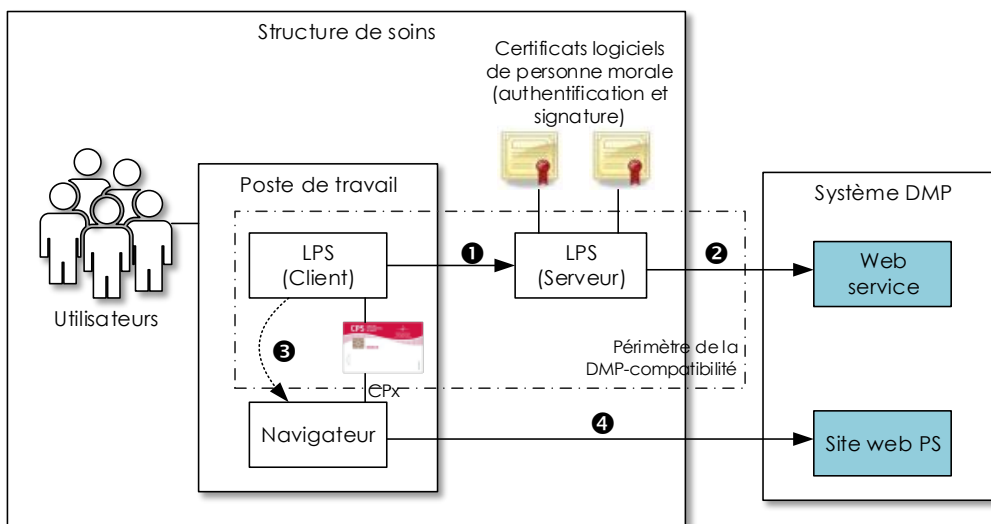 Structure de soins
Certificats logiciels
de personne morale
(authentification et
signature)
Poste de travail
Système DMP
LPS
(Client)
❶
LPS
(Serveur)
❷
Web
service
Utilisateurs
❸
CPS
Périmètre de la
DMP-compatibilité
CPx
Navigateur
❹
Site web PS